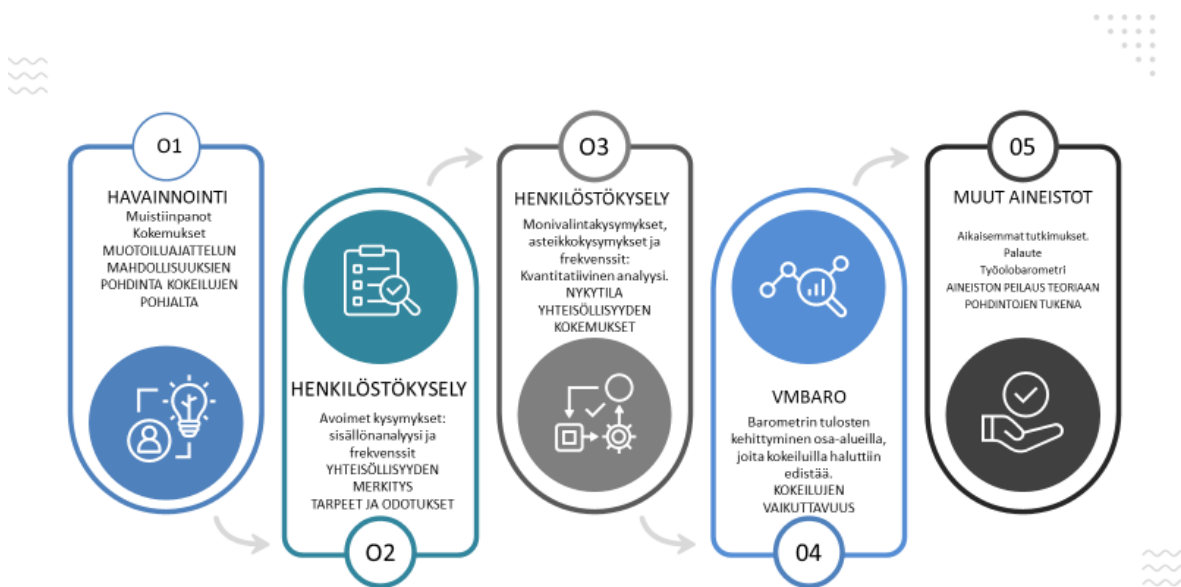 O1
HAVAINNOINTI
Muistiinpanot
Kokemukset
MUOTOILUAJATTELUN
MAHDOLLISUUKSIEN
POHDINTA KOKEILUJEN
POHJALTA
HENKILÖSTÖKYSELY
Avoimet kysymykset:
sisällönanalyysi ja
frekvenssit
YHTEISÖLLISYYDEN
MERKITYS
TARPEET JA ODOTUKSET
O2
O3
HENKILÖSTÖKYSELY
Monivalintakysymykset,
asteikkokysymykset ja
frekvenssit:
Kvantitatiivinen analyysi.
NYKYTILA
YHTEISÖLLISYYDEN
KOKEMUKSET
VMBARO
Barometrin tulosten
kehittyminen osa-alueilla,
joita kokeiluilla haluttiin
edistää.
KOKEILUJEN
VAIKUTTAVUUS
04
05
MUUT AINEISTOT
Aikaisemmat tutkimukset.
Palaute
Työolobarometri
AINEISTON PEILAUS TEORIAAN
POHDINTOJEN TUKENA